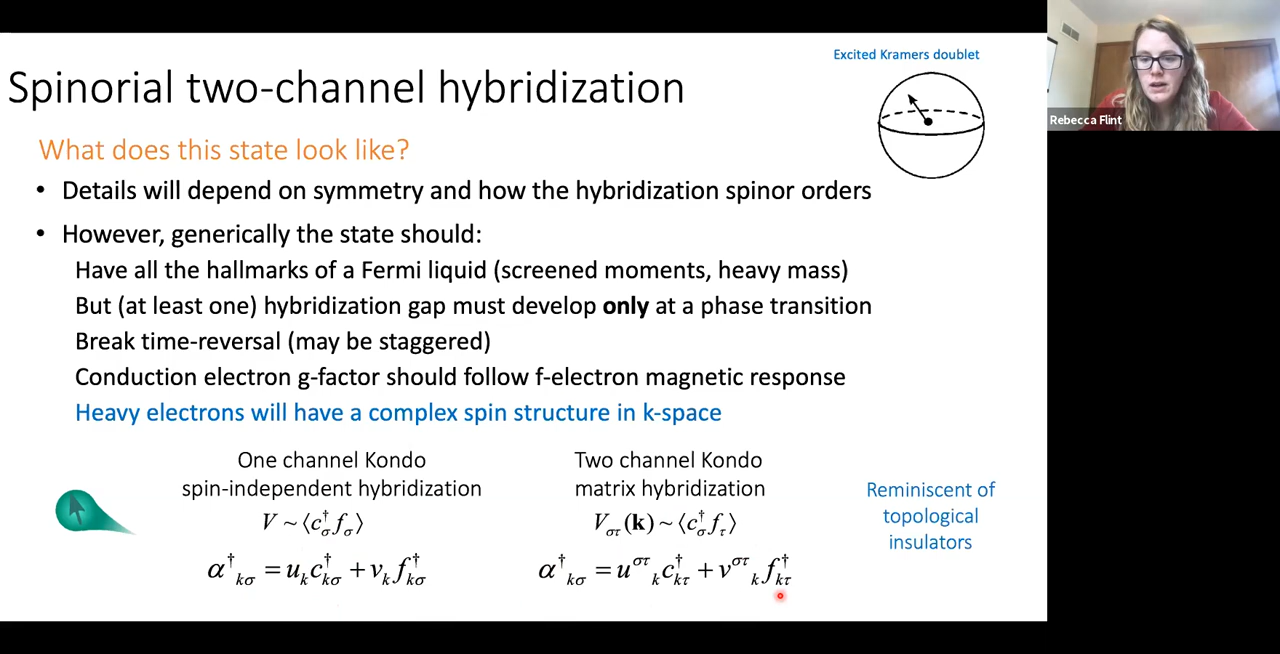 Excited Kramers doublet
Spinorial two-channel hybridization
Rebecca Flint
What does this state look like?
• Details will depend on symmetry and how the hybridization spinor orders
• However, generically the state should:
Have all the hallmarks of a Fermi liquid (screened moments, heavy mass)
But (at least one) hybridization gap must develop only at a phase transition
Break time-reversal (may be staggered)
Conduction electron g-factor should follow f-electron magnetic response
Heavy electrons will have a complex spin structure in k-space
One channel Kondo
spin-independent hybridization
V ~ ⟨c†σ fσ⟩
α†kσ = uk c†kσ + vk f†kσ
Two channel Kondo
matrix hybridization
Vστ(k) ~ ⟨c†σ fτ⟩
α†kσ = uστk c†kτ + vστk f†kτ
Reminiscent of
topological
insulators